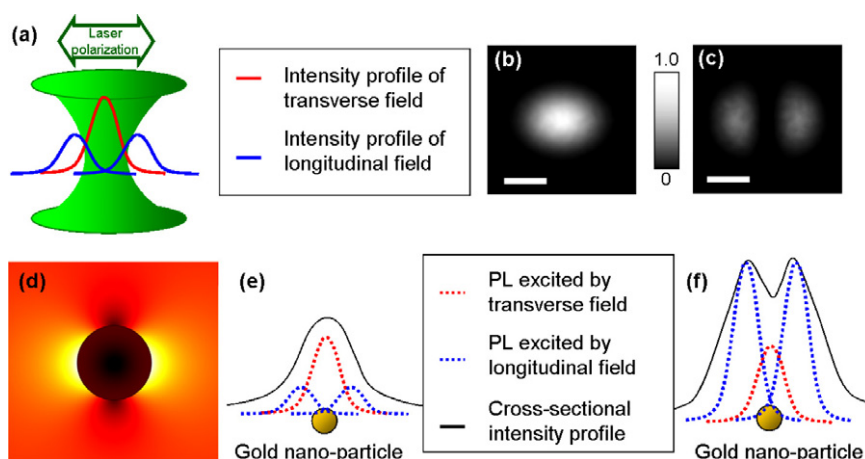 (a)
Laser
polarization
Intensity profile of
transverse field
Intensity profile of
longitudinal field
(b)
1.0
0
(c)
(d)
(e)
Gold nano-particle
PL excited by
transverse field
PL excited by
longitudinal field
Cross-sectional
intensity profile
(f)
Gold nano-particle